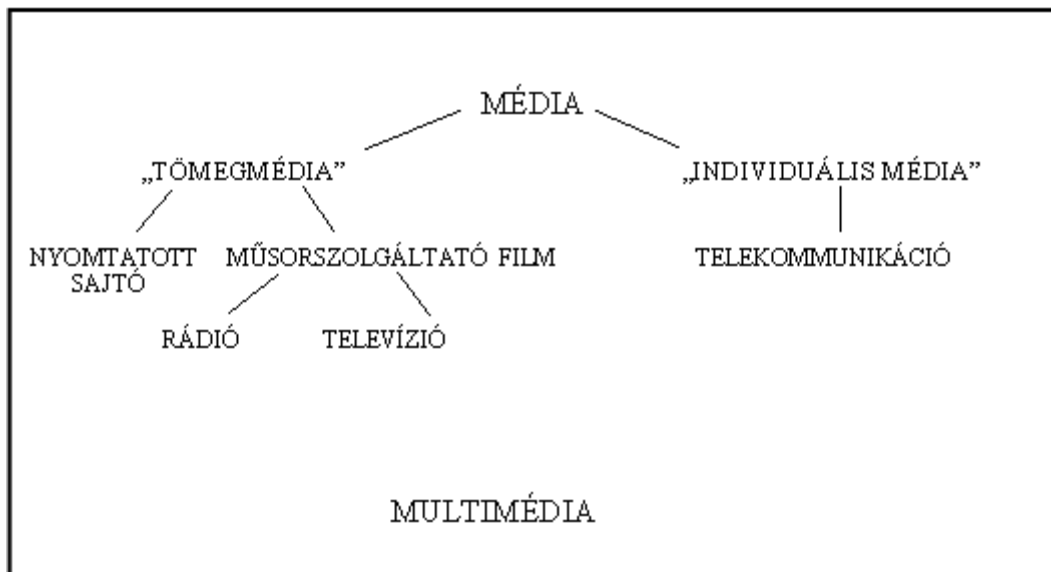 MÉDIA
„TÖMEGMÉDIA”
„INDIVIDUÁLIS MÉDIA”
NYOMTATOTT
SAJTÓ
MŰSORSZOLGÁLTATÓ FILM
TELEKOMMUNIKÁCIÓ
RÁDIÓ
TELEVÍZIÓ
MULTIMÉDIA